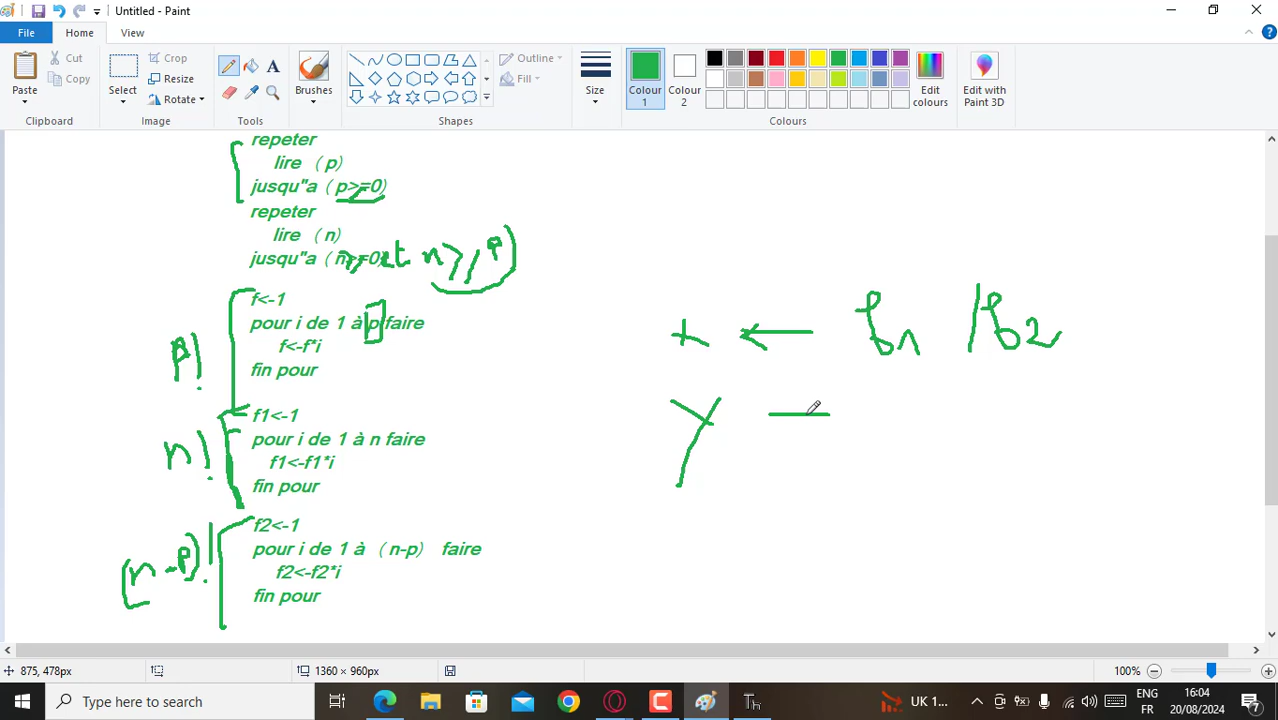 Untitled - Paint
File Home View
Cut
Copy
Paste
Clipboard
Select
Crop
Resize
Rotate
Image
Tools
Brushes
Shapes
Outline
Fill
Size
Colour 1
Colour 2
Edit colours
Edit with Paint 3D
Colours
repeter
lire (p)
jusqu"a (p>=0)
repeter
lire (n)
jusqu"a (n>=0) et n >, P)
f<-1
pour i de 1 à p faire
f<-f*i
fin pour
P!
f1<-1
pour i de 1 à n faire
f1<-f1*i
fin pour
n!
f2<-1
pour i de 1 à (n-p) faire
f2<-f2*i
fin pour
(n-P)!
x ← f1 / f2
Y —
875, 478px
1360 × 960px
100%
Type here to search
UK 1...
ENG
FR
16:04
20/08/2024
7